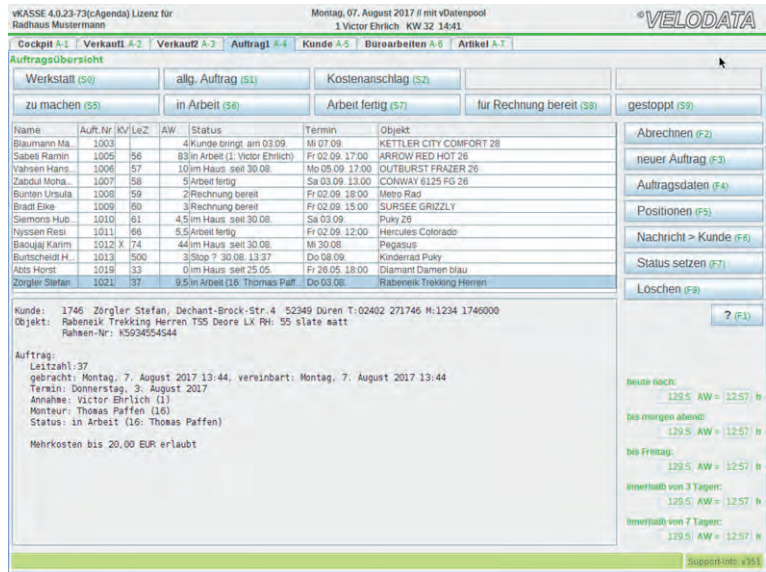 vKASSE 4.0.23-73(cAgenda) Lizenz für
Radhaus Mustermann
Montag, 07. August 2017 // mit vDatenpool
1 Victor Ehrlich KW 32 14:41
©VELODATA
Cockpit A-1 Verkauf1 A-2 Verkauf2 A-3 Auftrag1 A-4 Kunde A-5 Büroarbeiten A-6 Artikel A-7
Auftragsübersicht
Werkstatt (S0) allg. Auftrag (S1) Kostenanschlag (S2)
zu machen (S5) in Arbeit (S6) Arbeit fertig (S7) für Rechnung bereit (S8) gestoppt (S9)
Name Auft.Nr KV LeZ AW Status Termin Objekt
Blaumann Ma... 1003 4 Kunde bringt am 03.09. Mi 07.09. KETTLER CITY COMFORT 28
Sabeti Ramin 1005 56 83 in Arbeit (1: Victor Ehrlich) Fr 02.09. 17:00 ARROW RED HOT 26
Vahsen Hans... 1006 57 10 im Haus seit 30.08. Mo 05.09. 17:00 OUTBURST FRAZER 26
Zabdul Moha... 1007 58 5 Arbeit fertig Sa 03.09. 13:00 CONWAY 6125 FG 26
Bunten Ursula 1008 59 2 Rechnung bereit Fr 02.09. 18:00 Metro Rad
Bradt Elke 1009 60 3 Rechnung bereit Fr 02.09. 15:00 SURSEE GRIZZLY
Siemons Hub... 1010 61 4,5 im Haus seit 30.08. Sa 03.09. Puky Z6
Nyssen Resi 1011 66 5,5 Arbeit fertig Fr 02.09. 12:00 Hercules Colorado
Baoujaj Karim 1012 X 74 44 im Haus seit 30.08. Mi 30.08. Pegasus
Burtscheidt H... 1013 500 3 Stop ? 30.08. 13:37 Do 08.09. Kinderrad Puky
Abts Horst 1019 33 0 im Haus seit 25.05. Fr 26.05. 18:00 Diamant Damen blau
Zörgler Stefan 1021 37 9,5 in Arbeit (16: Thomas Paff... Do 03.08. Rabeneik Trekking Herren
Abrechnen (F2)
neuer Auftrag (F3)
Auftragsdaten (F4)
Positionen (F5)
Nachricht > Kunde (F6)
Status setzen (F7)
Löschen (F9)
? (F1)
Kunde: 1746 Zörgler Stefan, Dechant-Brock-Str.4 52349 Düren T:02402 271746 M:1234 1746000
Objekt: Rabeneik Trekking Herren TS5 Deore LX RH: 55 slate matt
Rahmen-Nr: K5934554S44
Auftrag:
Leitzahl:37
gebracht: Montag, 7. August 2017 13:44, vereinbart: Montag, 7. August 2017 13:44
Termin: Donnerstag, 3. August 2017
Annahme: Victor Ehrlich (1)
Monteur: Thomas Paffen (16)
Status: in Arbeit (16: Thomas Paffen)
Mehrkosten bis 20,00 EUR erlaubt
heute noch:
129.5 AW = 12:57 h
bis morgen abend:
129.5 AW = 12:57 h
bis Freitag:
129.5 AW = 12:57 h
innerhalb von 3 Tagen:
129.5 AW = 12:57 h
innerhalb von 7 Tagen:
129.5 AW = 12:57 h
Support-Info: v351